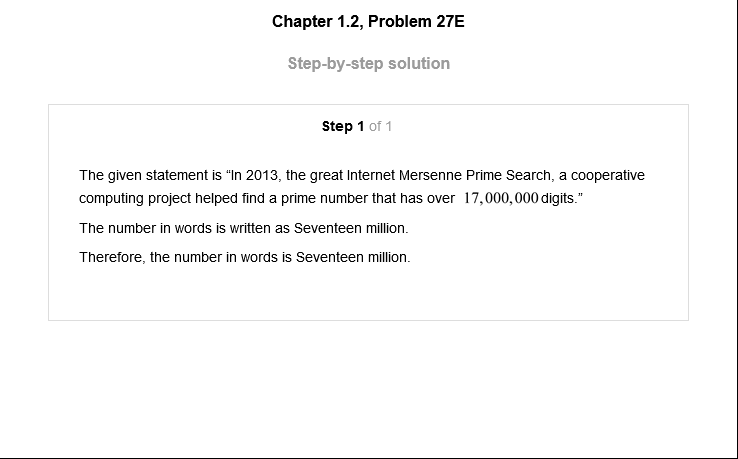 Chapter 1.2, Problem 27E
Step-by-step solution
Step 1 of 1
The given statement is “In 2013, the great Internet Mersenne Prime Search, a cooperative
computing project helped find a prime number that has over 17,000,000 digits.”
The number in words is written as Seventeen million.
Therefore, the number in words is Seventeen million.